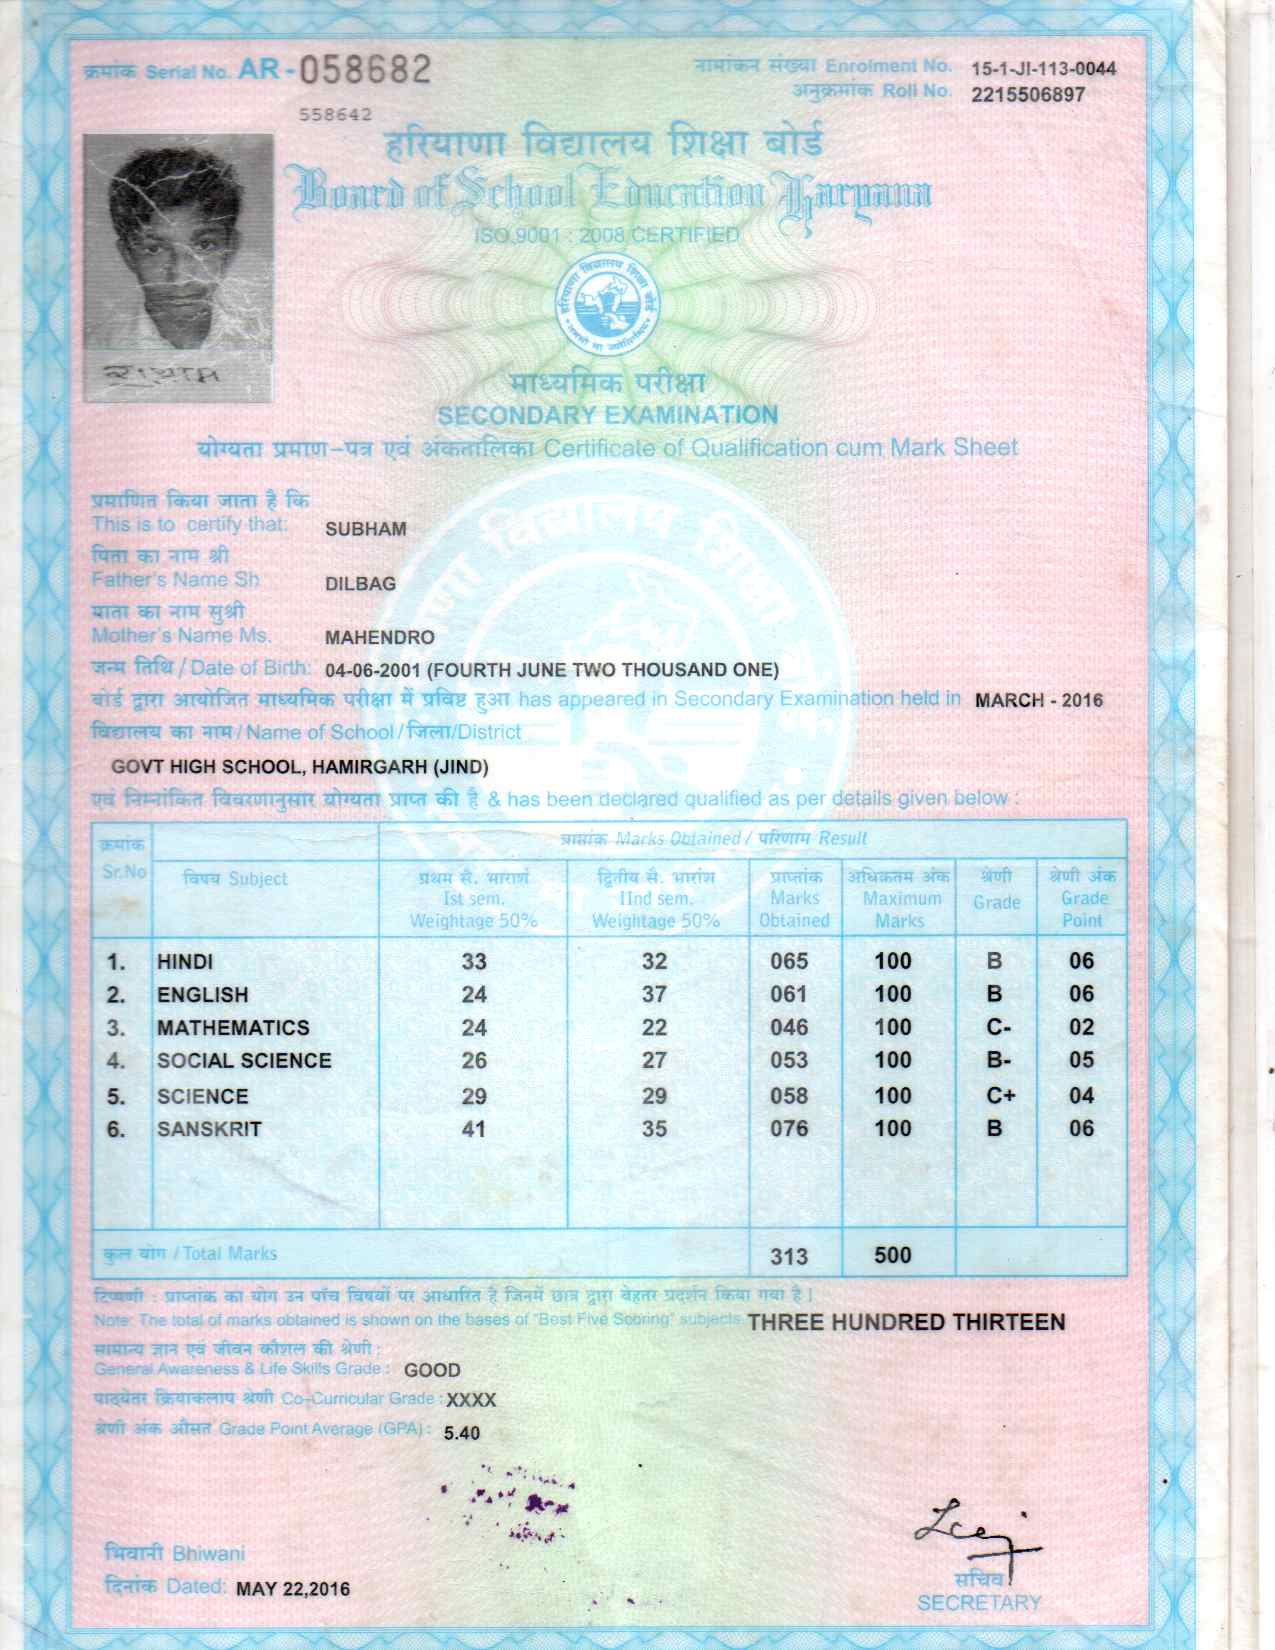 क्रमांक Serial No. AR-058682
558642
नामांकन संख्या Enrolment No. 15-1-JI-113-0044
अनुक्रमांक Roll No. 2215506897
हरियाणा विद्यालय शिक्षा बोर्ड
Board of School Education Haryana
ISO 9001 : 2008 CERTIFIED
हरियाणा विद्यालय शिक्षा बोर्ड
माध्यमिक परीक्षा
SECONDARY EXAMINATION
योग्यता प्रमाण-पत्र एवं अंकतालिका Certificate of Qualification cum Mark Sheet
प्रमाणित किया जाता है कि
This is to certify that: SUBHAM
पिता का नाम श्री
Father's Name Sh DILBAG
माता का नाम सुश्री
Mother's Name Ms. MAHENDRO
जन्म तिथि / Date of Birth: 04-06-2001 (FOURTH JUNE TWO THOUSAND ONE)
बोर्ड द्वारा आयोजित माध्यमिक परीक्षा में प्रविष्ट हुआ has appeared in Secondary Examination held in MARCH - 2016
विद्यालय का नाम / Name of School / जिला/District
GOVT HIGH SCHOOL, HAMIRGARH (JIND)
एवं निम्नांकित विवरणानुसार योग्यता प्राप्त की है & has been declared qualified as per details given below :
प्राप्तांक Marks Obtained / परिणाम Result
क्रमांक Sr.No विषय Subject प्रथम सै. भारांश Ist sem. Weightage 50% द्वितीय सै. भारांश IInd sem. Weightage 50% प्राप्तांक Marks Obtained अधिकतम अंक Maximum Marks श्रेणी Grade श्रेणी अंक Grade Point
1. HINDI 33 32 065 100 B 06
2. ENGLISH 24 37 061 100 B 06
3. MATHEMATICS 24 22 046 100 C- 02
4. SOCIAL SCIENCE 26 27 053 100 B- 05
5. SCIENCE 29 29 058 100 C+ 04
6. SANSKRIT 41 35 076 100 B 06
कुल योग / Total Marks 313 500
टिप्पणी : प्राप्तांक का योग उन पाँच विषयों पर आधारित है जिनमें छात्र द्वारा बेहतर प्रदर्शन किया गया है।
Note: The total of marks obtained is shown on the bases of "Best Five Scoring" subjects. THREE HUNDRED THIRTEEN
सामान्य ज्ञान एवं जीवन कौशल की श्रेणी :
General Awareness & Life Skills Grade : GOOD
पाठ्येतर क्रियाकलाप श्रेणी Co-Curricular Grade : XXXX
श्रेणी अंक औसत Grade Point Average (GPA) : 5.40
भिवानी Bhiwani
दिनांक Dated: MAY 22,2016
सचिव
SECRETARY